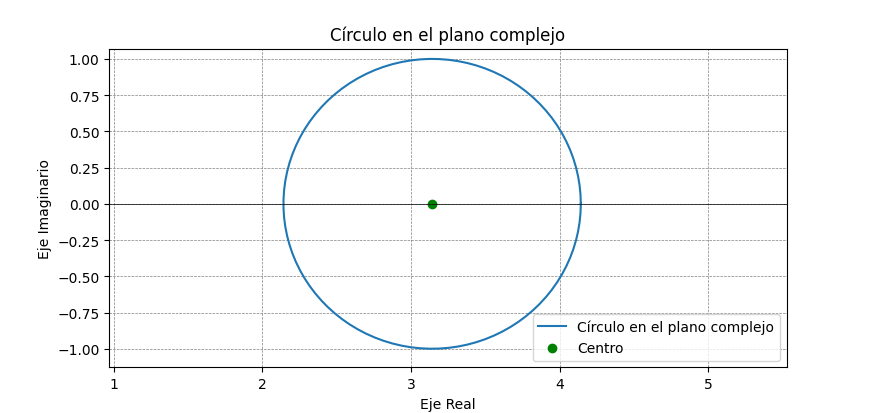 Círculo en el plano complejo
1.00
0.75
0.50
0.25
0.00
−0.25
−0.50
−0.75
−1.00
Eje Imaginario
Círculo en el plano complejo
Centro
1 2 3 4 5
Eje Real